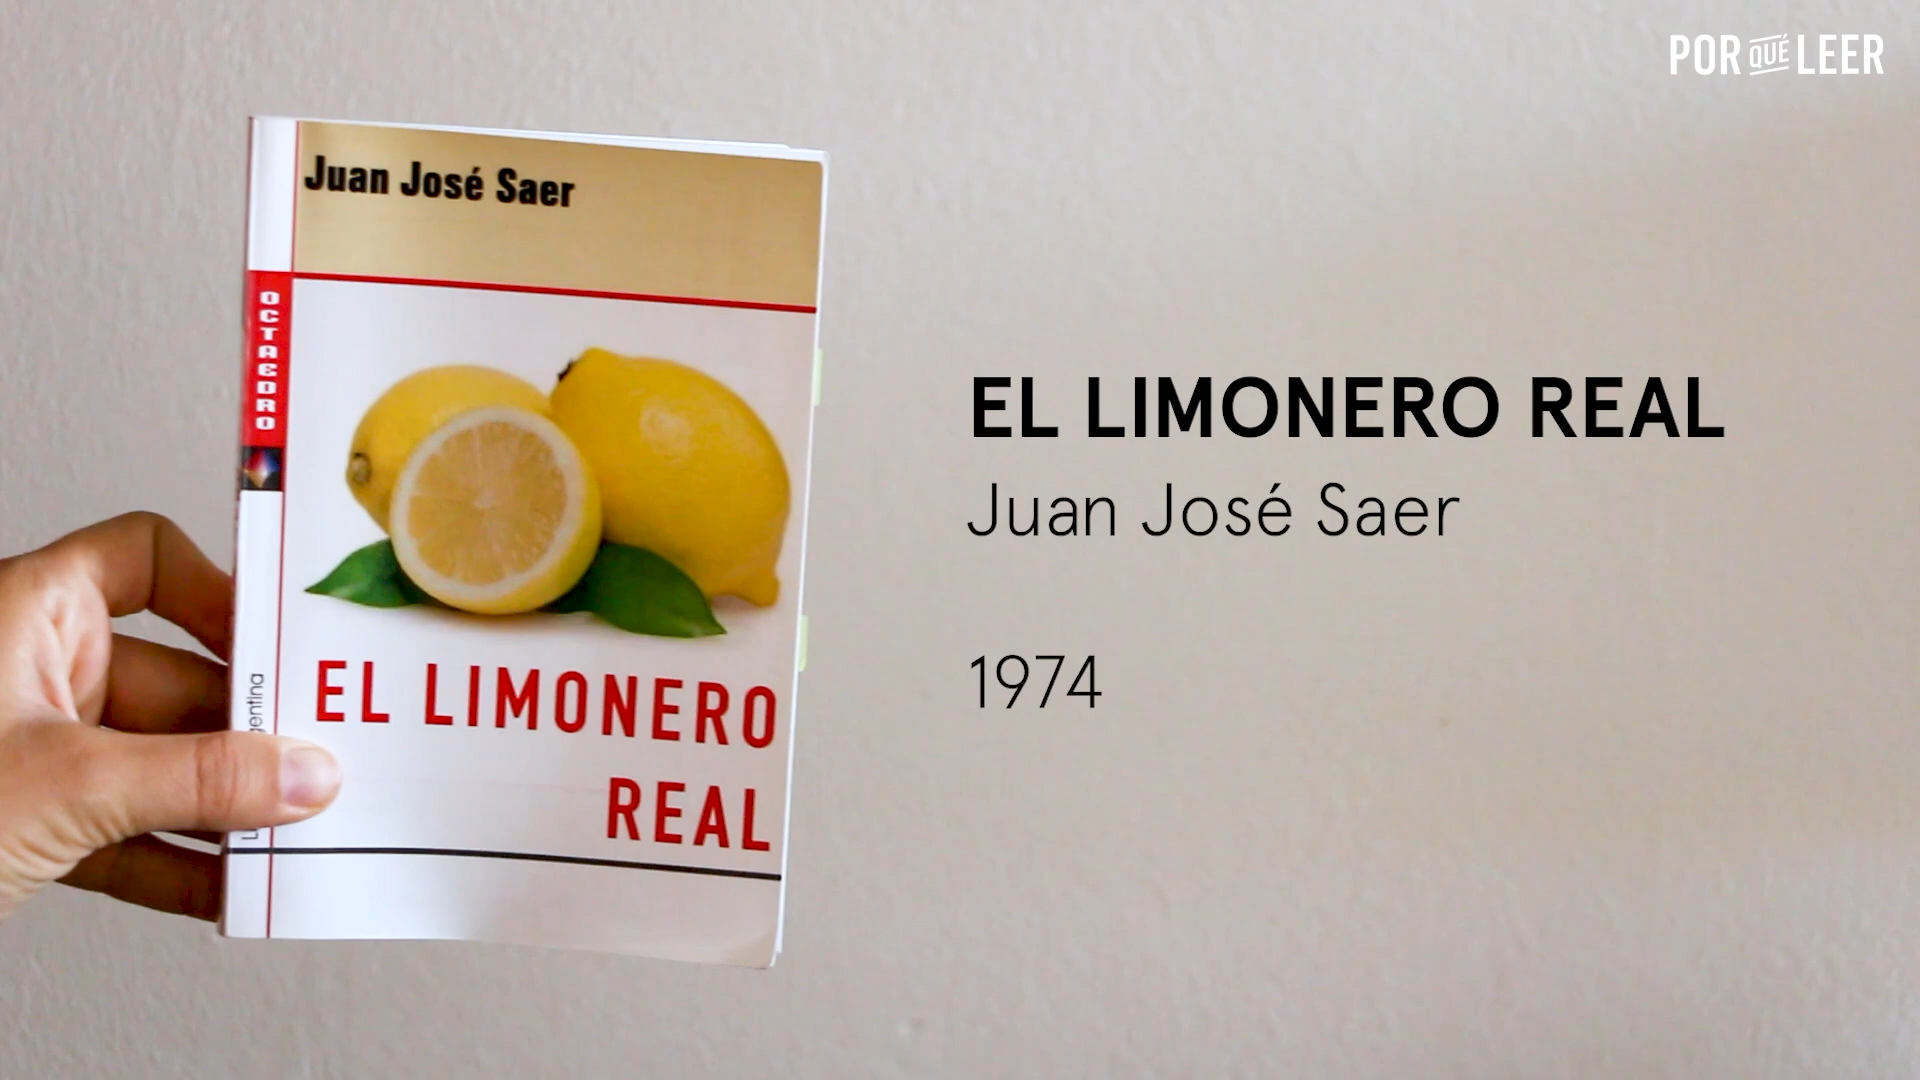 POR QUÉ LEER
Juan José Saer
OCTAEDRO
EL LIMONERO
REAL
EL LIMONERO REAL
Juan José Saer
1974